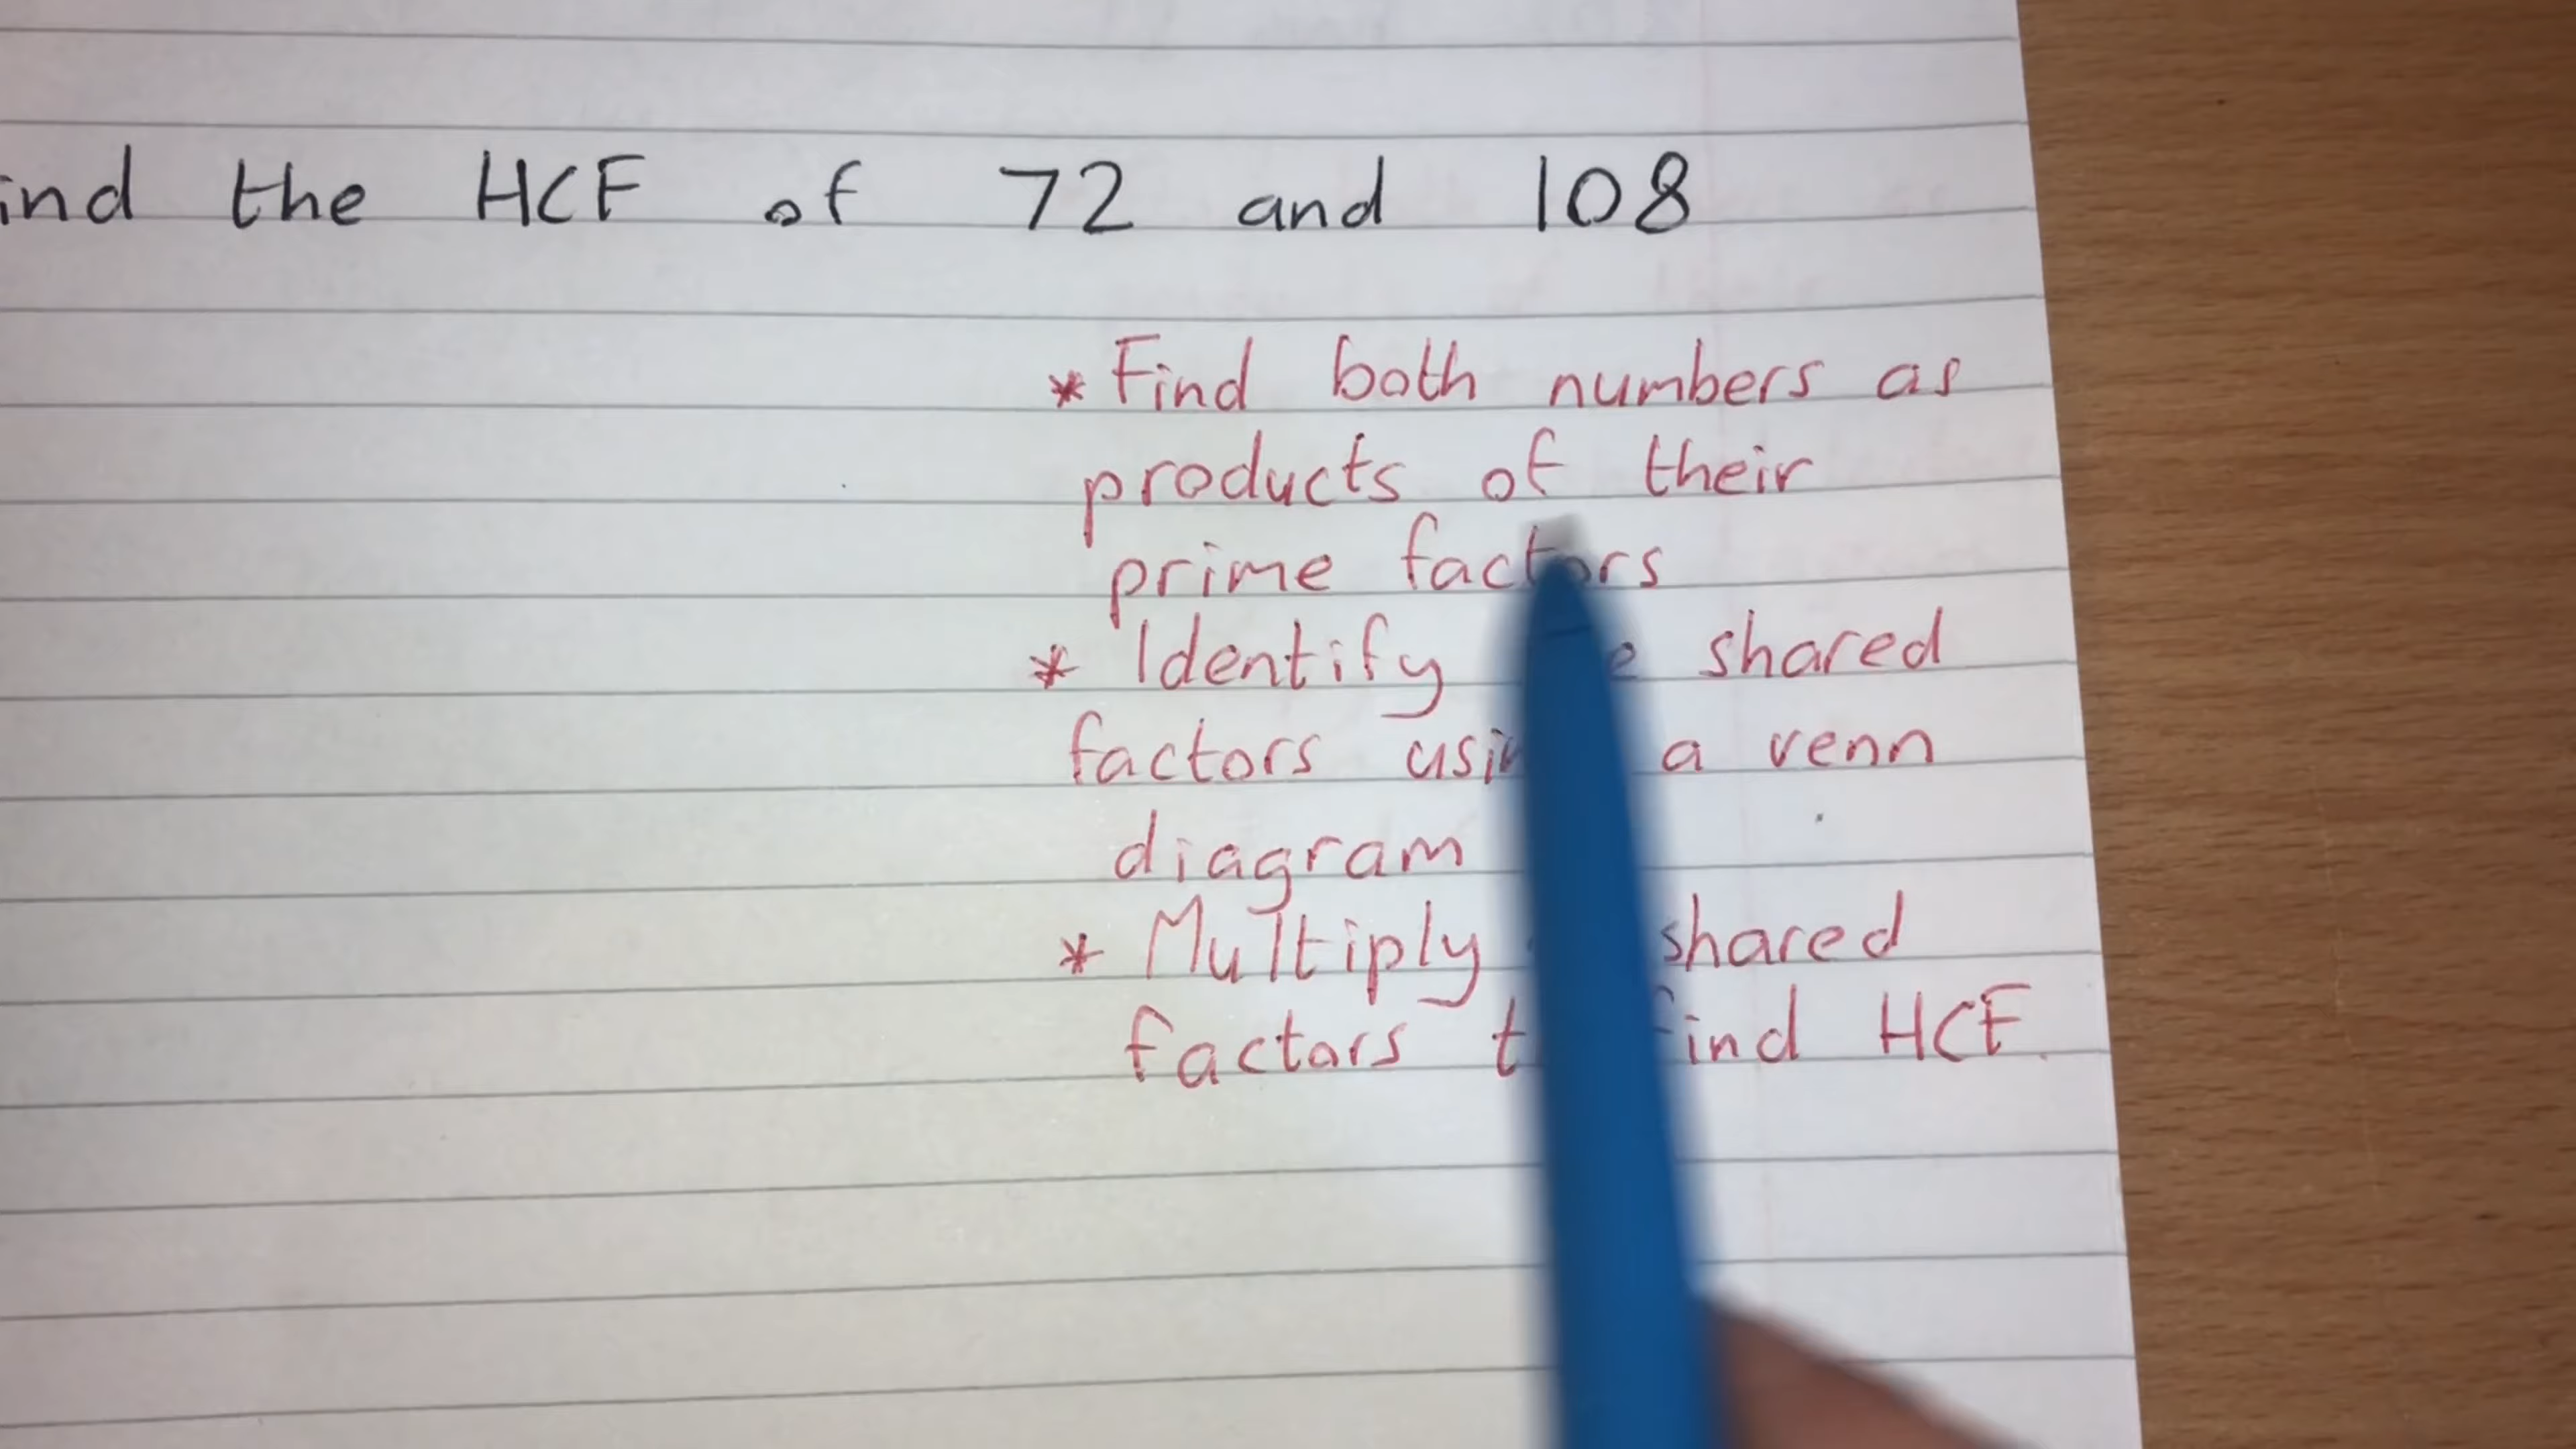 ind the HCF of 72 and 108
* Find both numbers as
products of their
prime factors
* Identify shared
factors a venn
diagram
* Multiply shared
factors HCF.